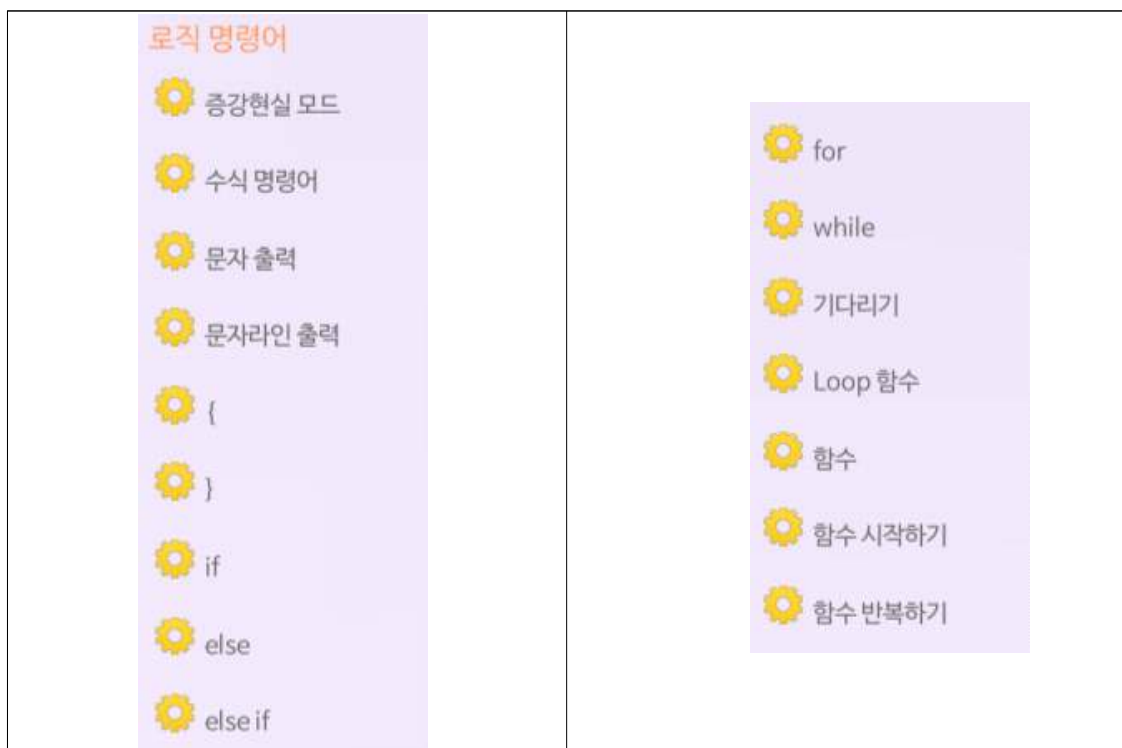 로직 명령어
증강현실 모드
수식 명령어
문자 출력
문자라인 출력
{
}
if
else
else if
for
while
기다리기
Loop 함수
함수
함수 시작하기
함수 반복하기